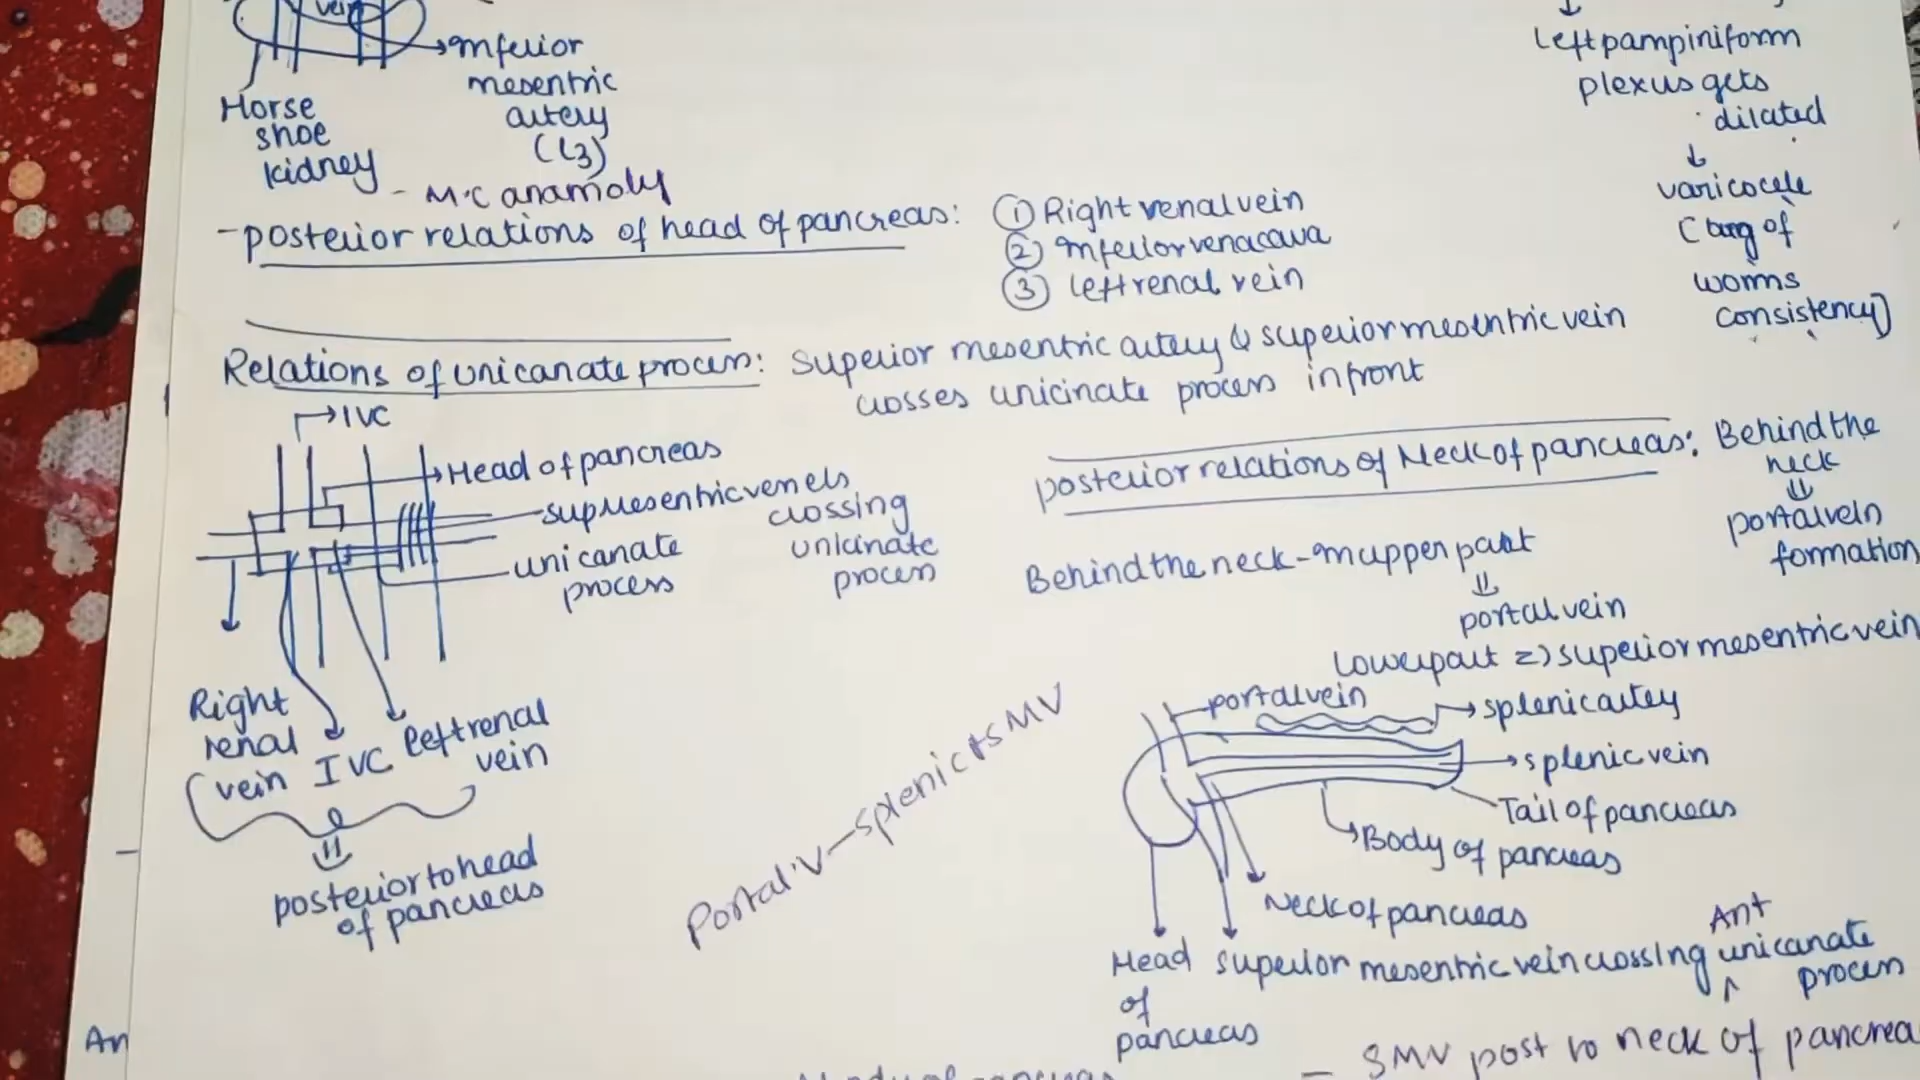 vein
Inferior
mesentric
artery
(L3)
Horse
shoe
kidney
- M.C anamoly
Left pampiniform
plexus gets
dilated
varicocele
worms
consistency)
- posterior relations of head of pancreas: ① Right renal vein
② Inferior venacava
③ left renal vein
Relations of unicanate process: superior mesentric artery & superior mesentric vein
crosses unicinate process infront
IVC
Head of pancreas
sup mesentric vessels
crossing
unicinate
process
unicanate
process
Right
renal
vein
IVC
left renal
vein
posterior to head
of pancreas
posterior relations of Neck of pancreas: Behind the
neck
portal vein
formation
Behind the neck - In upper part
portal vein
Lower part => superior mesentric vein
portal vein
splenic artey
splenic vein
Tail of pancreas
Body of pancreas
Neck of pancreas
Portal V - splenic + SMV
Head
of
pancreas
superior mesentric vein crossing unicanate
Ant
process
- SMV post to neck of pancrea
An